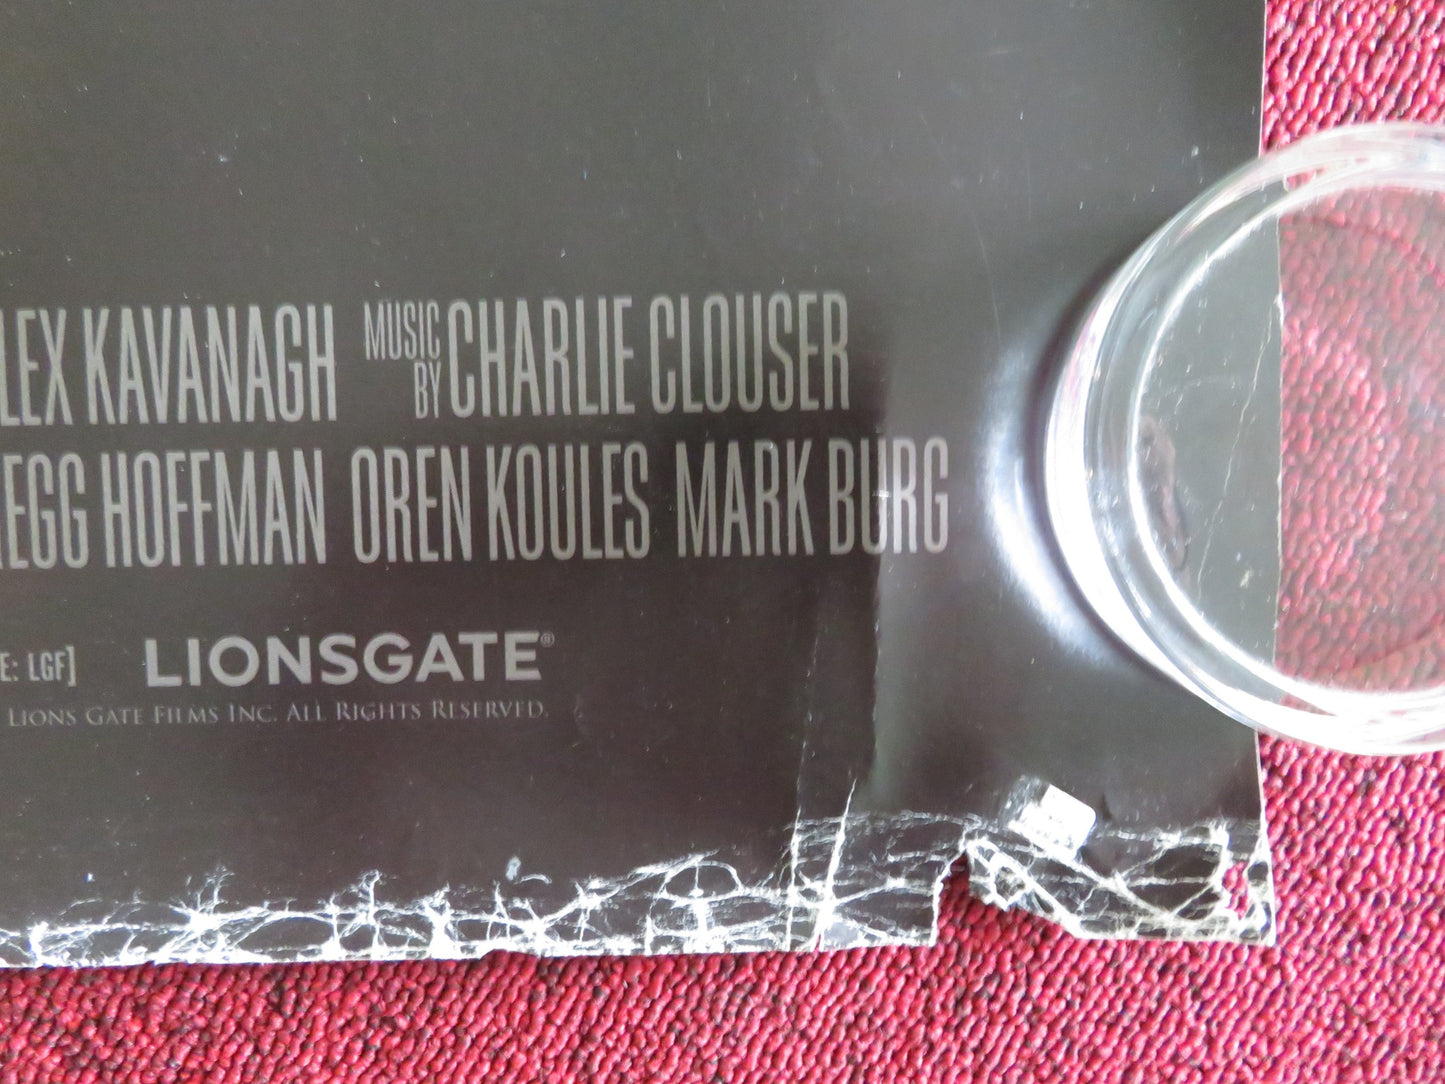 LEX KAVANAGH MUSIC BY CHARLIE CLOUSER
EGG HOFFMAN OREN KOULES MARK BURG
E: LGF] LIONSGATE®
LIONS GATE FILMS INC. ALL RIGHTS RESERVED.